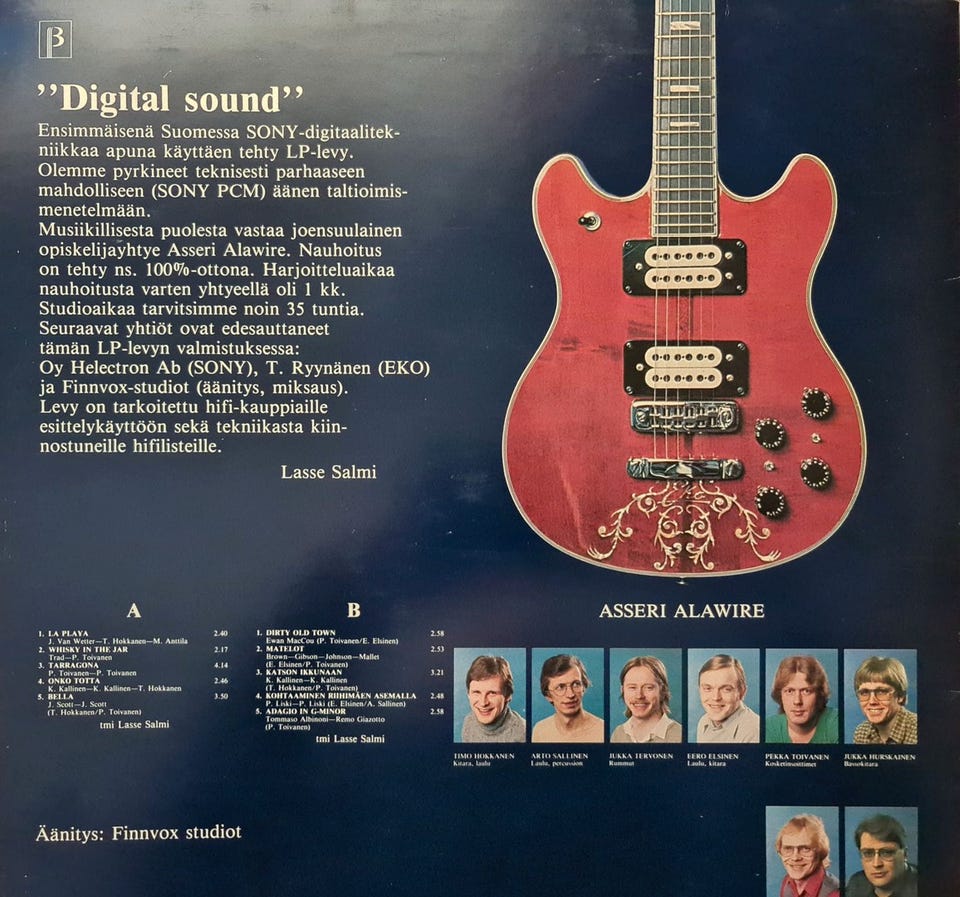 β
’’Digital sound’’
Ensimmäisenä Suomessa SONY-digitaalitek-
niikkaa apuna käyttäen tehty LP-levy.
Olemme pyrkineet teknisesti parhaaseen
mahdolliseen (SONY PCM) äänen taltioimis-
menetelmään.
Musiikillisesta puolesta vastaa joensuulainen
opiskelijayhtye Asseri Alawire. Nauhoitus
on tehty ns. 100%-ottona. Harjoitteluaikaa
nauhoitusta varten yhtyeellä oli 1 kk.
Studioaikaa tarvitsimme noin 35 tuntia.
Seuraavat yhtiöt ovat edesauttaneet
tämän LP-levyn valmistuksessa:
Oy Helectron Ab (SONY), T. Ryynänen (EKO)
ja Finnvox-studiot (äänitys, miksaus).
Levy on tarkoitettu hifi-kauppiaille
esittelykäyttöön sekä tekniikasta kiin-
nostuneille hifilisteille.
Lasse Salmi
Eko
A
1. LA PLAYA 2.40
J. Van Wetter—T. Hokkanen—M. Anttila
2. WHISKY IN THE JAR 2.17
Trad—P. Toivanen
3. TARRAGONA 4.14
P. Toivanen—P. Toivanen
4. ONKO TOTTA 2.46
K. Kallinen—K. Kallinen—T. Hokkanen
5. BELLA 3.50
J. Scott—J. Scott
(T. Hokkanen/P. Toivanen)
tmi Lasse Salmi
B
1. DIRTY OLD TOWN 2.58
Ewan MacCou (P. Toivanen/E. Elsinen)
2. MATELOT 2.53
Brown—Gibson—Johnson—Mallet
(E. Elsinen/P. Toivanen)
3. KATSON IKKUNAAN 3.21
K. Kallinen—K. Kallinen
(T. Hokkanen/P. Toivanen)
4. KOHTAAMINEN RIIHIMÄEN ASEMALLA 2.48
P. Liski—P. Liski (E. Elsinen/A. Sallinen)
5. ADAGIO IN G-MINOR 2.58
Tommaso Albinoni—Remo Giazotto
(P. Toivanen)
tmi Lasse Salmi
ASSERI ALAWIRE
TIMO HOKKANEN
Kitara, laulu
ARTO SALLINEN
Laulu, percussion
JUKKA TERVONEN
Rummut
EERO ELSINEN
Laulu, kitara
PEKKA TOIVANEN
Kosketinsoittimet
JUKKA HURSKAINEN
Bassokitara
Äänitys: Finnvox studiot